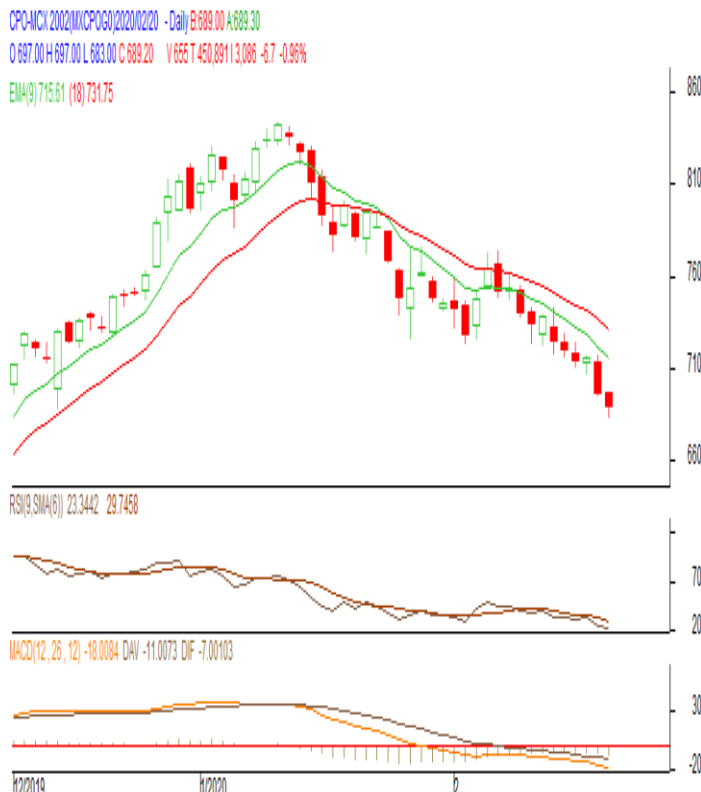 CPO-MCX 2002(MXCPOG0)2020/02/20 - Daily B:689.00 A:689.30
O 697.00 H 697.00 L 683.00 C 689.20 V 655 T 450,891 I 3,086 -6.7 -0.96%
EMA(9) 715.61 (18) 731.75
860
810
760
710
660
RSI(9,SMA(6)) 23.3442 29.7458
70
20
MACD(12 , 26 , 12) -18.0084 DAV -11.0073 DIF -7.00103
30
-20
12/2019 1/2020 2